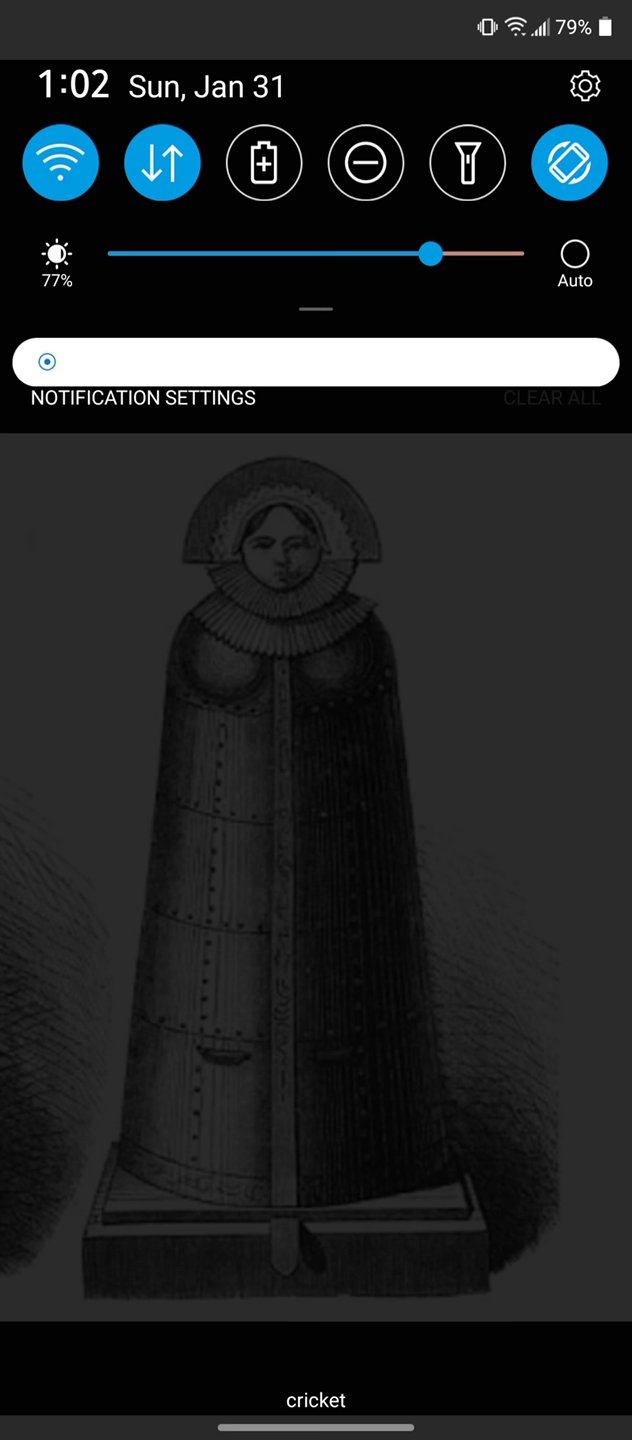 79%
1:02 Sun, Jan 31
77%
Auto
NOTIFICATION SETTINGS
CLEAR ALL
cricket